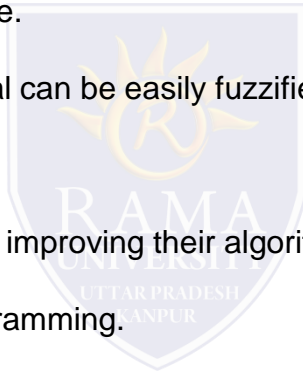 e.
al can be easily fuzzifie
R
RAMA
improving their algorit
UNIVERSITY
UTTAR PRADESH
ramming.
KANPUR